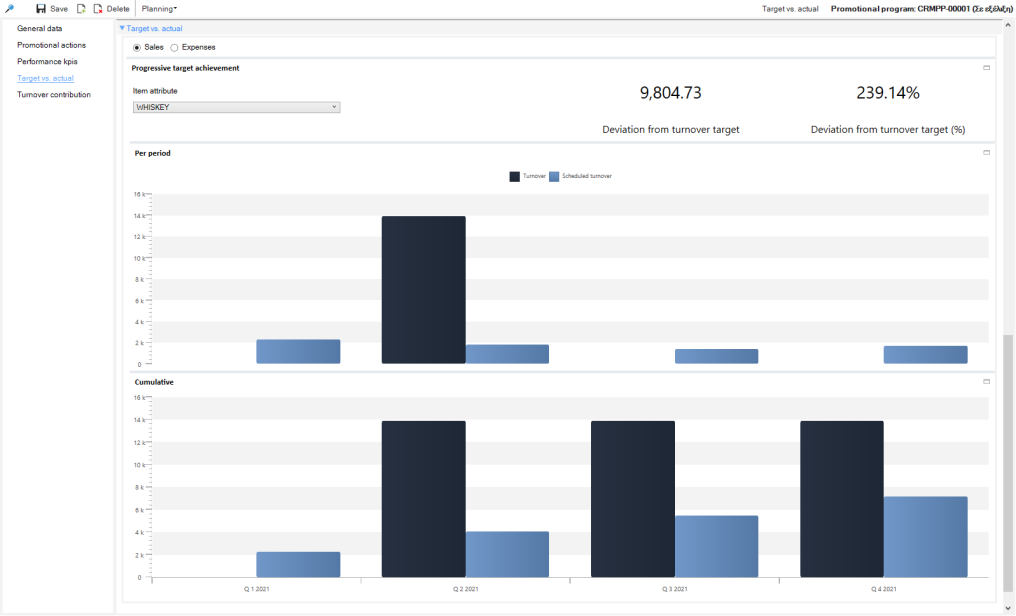 Save Delete Planning Target vs. actual Promotional program: CRMPP-00001 (Σε εξέλιξη)
General data
Promotional actions
Performance kpis
Target vs. actual
Turnover contribution
Target vs. actual
Sales Expenses
Progressive target achievement
Item attribute
WHISKEY
9,804.73 239.14%
Deviation from turnover target Deviation from turnover target (%)
Per period
Turnover Scheduled turnover
16 k
14 k
12 k
10 k
8 k
6 k
4 k
2 k
0
Cumulative
16 k
14 k
12 k
10 k
8 k
6 k
4 k
2 k
0
Q 1 2021 Q 2 2021 Q 3 2021 Q 4 2021